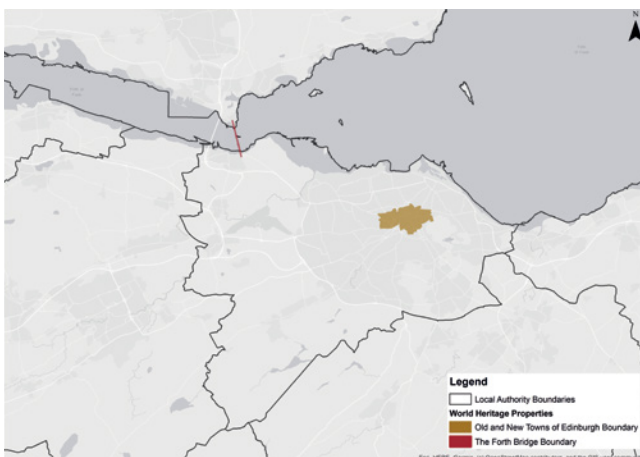 N
Legend
Local Authority Boundaries
World Heritage Properties
Old and New Towns of Edinburgh Boundary
The Forth Bridge Boundary